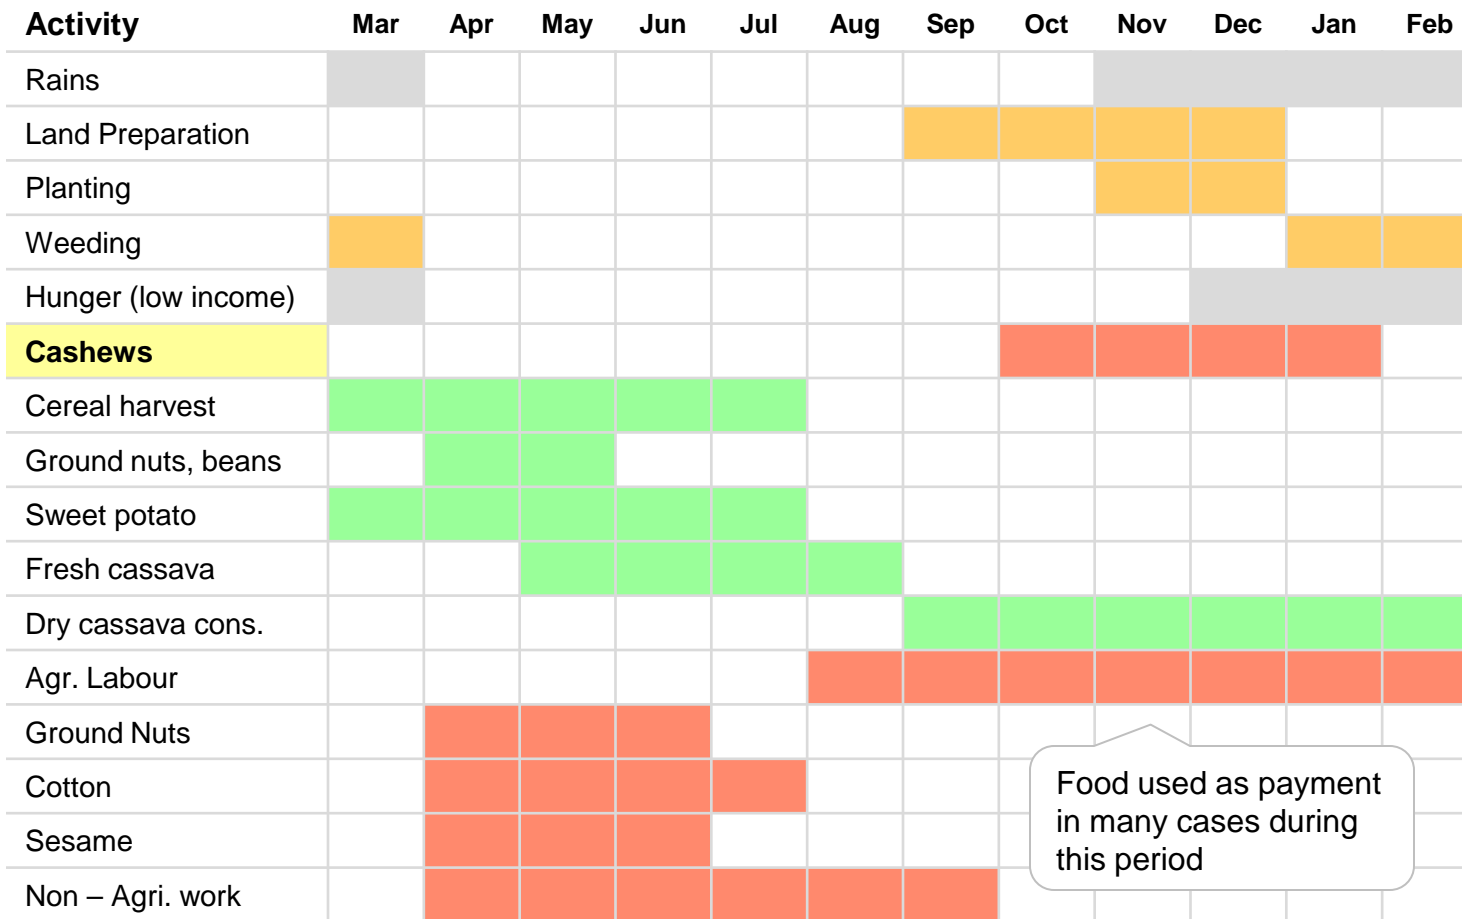 Activity Mar Apr May Jun Jul Aug Sep Oct Nov Dec Jan Feb
Rains
Land Preparation
Planting
Weeding
Hunger (low income)
Cashews
Cereal harvest
Ground nuts, beans
Sweet potato
Fresh cassava
Dry cassava cons.
Agr. Labour
Ground Nuts
Cotton
Sesame
Non – Agri. work
Food used as payment
in many cases during
this period